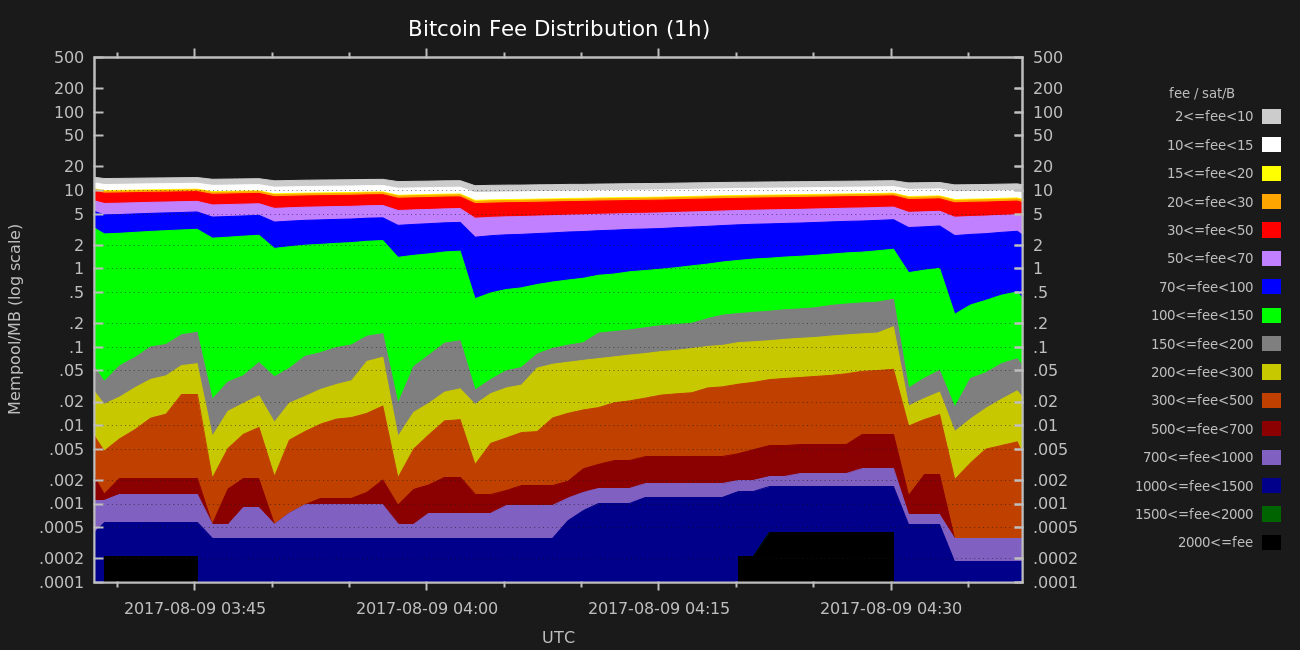 Bitcoin Fee Distribution (1h)
500 500
200 200
100 100
50 50
20 20
10 10
5 5
2 2
1 1
.5 .5
.2 .2
.1 .1
.05 .05
.02 .02
.01 .01
.005 .005
.002 .002
.001 .001
.0005 .0005
.0002 .0002
.0001 .0001
Mempool/MB (log scale)
2017-08-09 03:45 2017-08-09 04:00 2017-08-09 04:15 2017-08-09 04:30
UTC
fee / sat/B
2<=fee<10
10<=fee<15
15<=fee<20
20<=fee<30
30<=fee<50
50<=fee<70
70<=fee<100
100<=fee<150
150<=fee<200
200<=fee<300
300<=fee<500
500<=fee<700
700<=fee<1000
1000<=fee<1500
1500<=fee<2000
2000<=fee